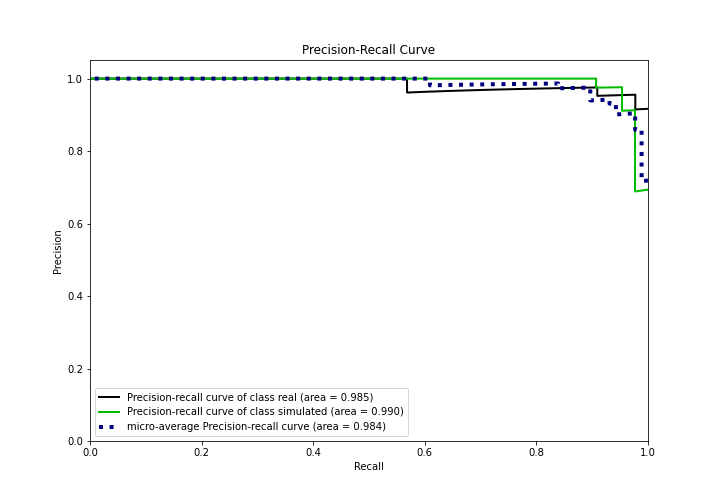 Precision-Recall Curve
1.0
0.8
0.6
0.4
0.2
0.0
Precision
Precision-recall curve of class real (area = 0.985)
Precision-recall curve of class simulated (area = 0.990)
micro-average Precision-recall curve (area = 0.984)
0.0 0.2 0.4 0.6 0.8 1.0
Recall